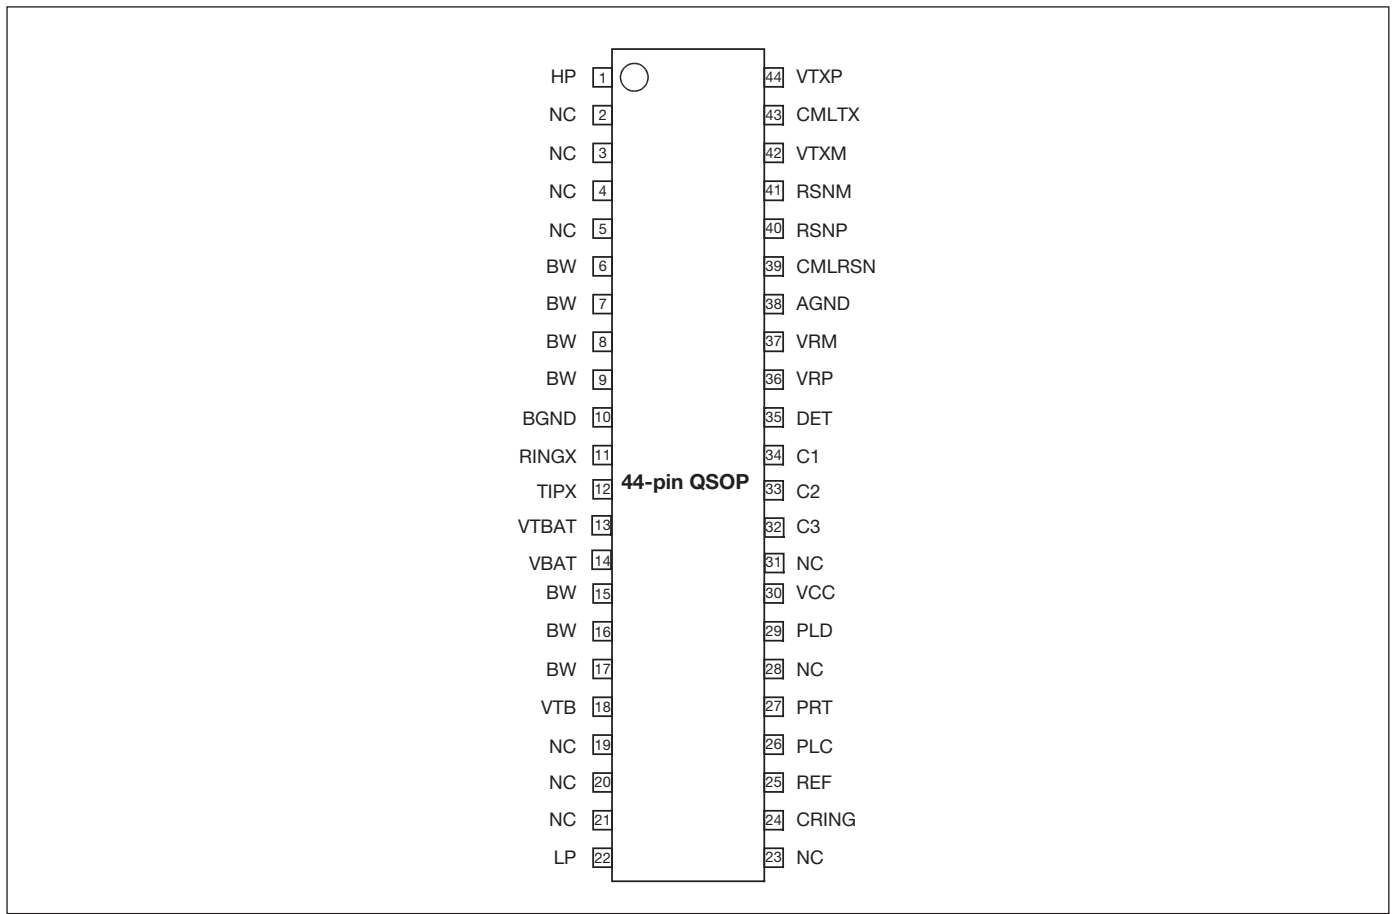 HP 1 44 VTXP
NC 2 43 CMLTX
NC 3 42 VTXM
NC 4 41 RSNM
NC 5 40 RSNP
BW 6 39 CMLRSN
BW 7 38 AGND
BW 8 37 VRM
BW 9 36 VRP
BGND 10 35 DET
RINGX 11 34 C1
44-pin QSOP
TIPX 12 33 C2
VTBAT 13 32 C3
VBAT 14 31 NC
BW 15 30 VCC
BW 16 29 PLD
BW 17 28 NC
VTB 18 27 PRT
NC 19 26 PLC
NC 20 25 REF
NC 21 24 CRING
LP 22 23 NC